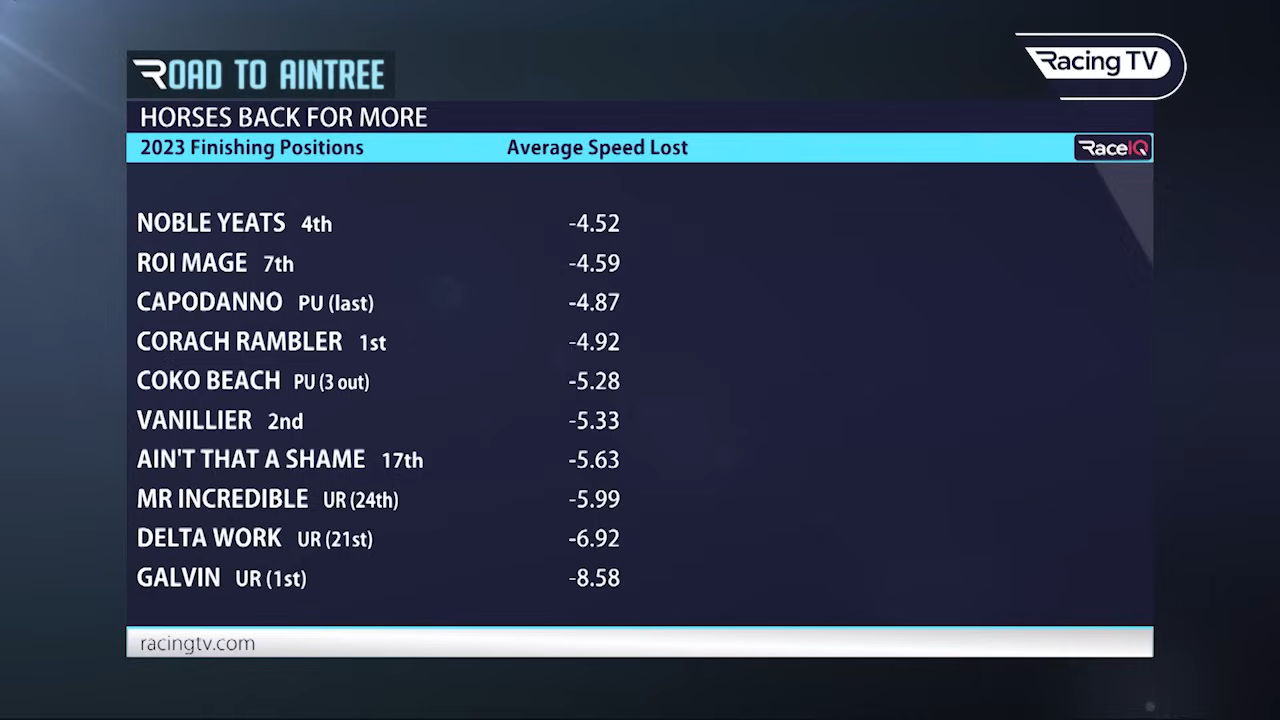 ROAD TO AINTREE
Racing TV
HORSES BACK FOR MORE
2023 Finishing Positions Average Speed Lost
RaceIQ
NOBLE YEATS 4th -4.52
ROI MAGE 7th -4.59
CAPODANNO PU (last) -4.87
CORACH RAMBLER 1st -4.92
COKO BEACH PU (3 out) -5.28
VANILLIER 2nd -5.33
AIN'T THAT A SHAME 17th -5.63
MR INCREDIBLE UR (24th) -5.99
DELTA WORK UR (21st) -6.92
GALVIN UR (1st) -8.58
racingtv.com